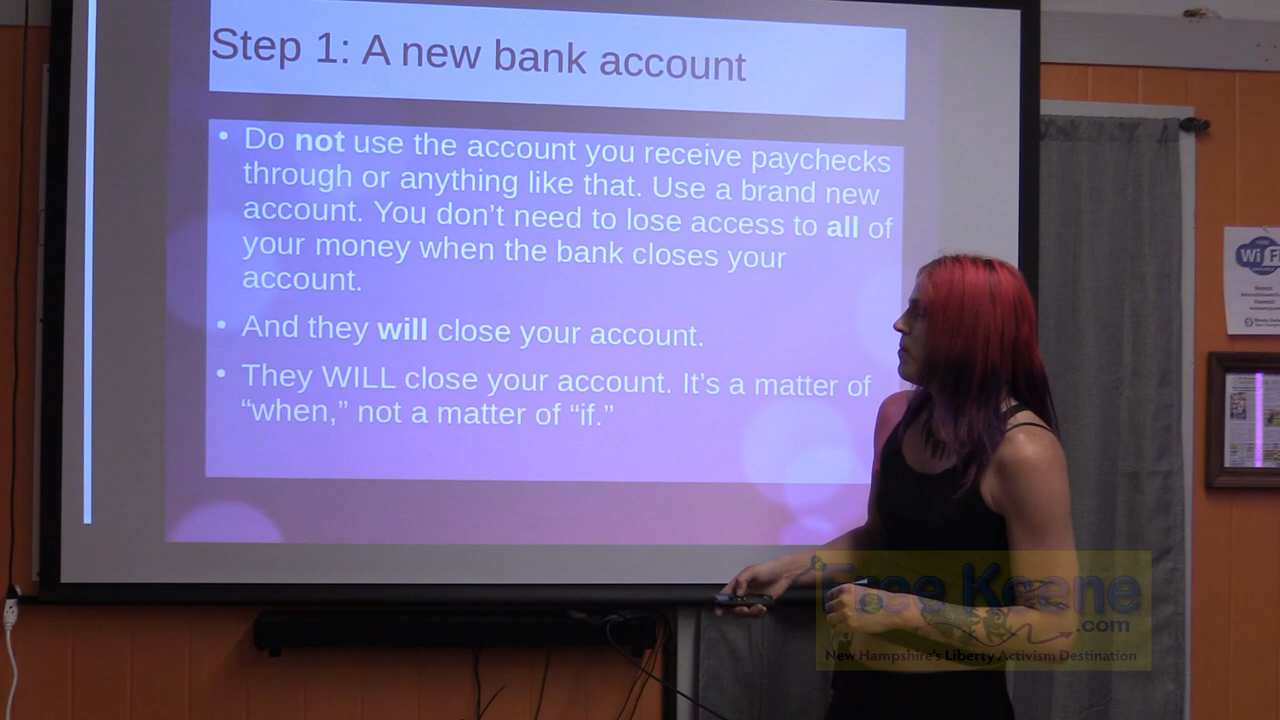 Step 1: A new bank account
• Do not use the account you receive paychecks
through or anything like that. Use a brand new
account. You don’t need to lose access to all of
your money when the bank closes your
account.
• And they will close your account.
• They WILL close your account. It’s a matter of
“when,” not a matter of “if.”
Wi Fi
Free Keene
.com
New Hampshire's Liberty Activism Destination